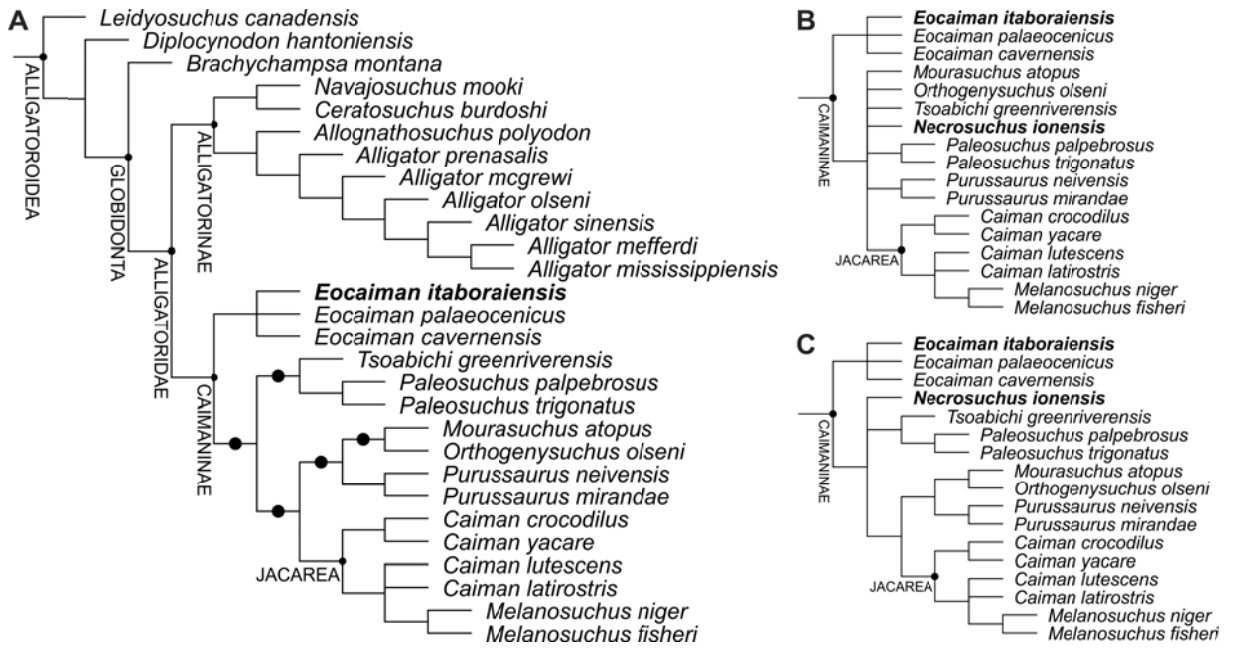 A
Leidyosuchus canadensis
Diplocynodon hantoniensis
Brachychampsa montana
Navajosuchus mooki
Ceratosuchus burdoshi
Allognathosuchus polyodon
Alligator prenasalis
Alligator mcgrewi
Alligator olseni
Alligator sinensis
Alligator mefferdi
Alligator mississippiensis
Eocaiman itaboraiensis
Eocaiman palaeocenicus
Eocaiman cavernensis
Tsoabichi greenriverensis
Paleosuchus palpebrosus
Paleosuchus trigonatus
Mourasuchus atopus
Orthogenysuchus olseni
Purussaurus neivensis
Purussaurus mirandae
Caiman crocodilus
Caiman yacare
Caiman lutescens
Caiman latirostris
Melanosuchus niger
Melanosuchus fisheri
ALLIGATOROIDEA
GLOBIDONTA
ALLIGATORIDAE
ALLIGATORINAE
CAIMANINAE
JACAREA
B
Eocaiman itaboraiensis
Eocaiman palaeocenicus
Eocaiman cavernensis
Mourasuchus atopus
Orthogenysuchus olseni
Tsoabichi greenriverensis
Necrosuchus ionensis
Paleosuchus palpebrosus
Paleosuchus trigonatus
Purussaurus neivensis
Purussaurus mirandae
Caiman crocodilus
Caiman yacare
Caiman lutescens
Caiman latirostris
Melanosuchus niger
Melanosuchus fisheri
CAIMANINAE
JACAREA
C
Eocaiman itaboraiensis
Eocaiman palaeocenicus
Eocaiman cavernensis
Necrosuchus ionensis
Tsoabichi greenriverensis
Paleosuchus palpebrosus
Paleosuchus trigonatus
Mourasuchus atopus
Orthogenysuchus olseni
Purussaurus neivensis
Purussaurus mirandae
Caiman crocodilus
Caiman yacare
Caiman lutescens
Caiman latirostris
Melanosuchus niger
Melanosuchus fisheri
CAIMANINAE
JACAREA